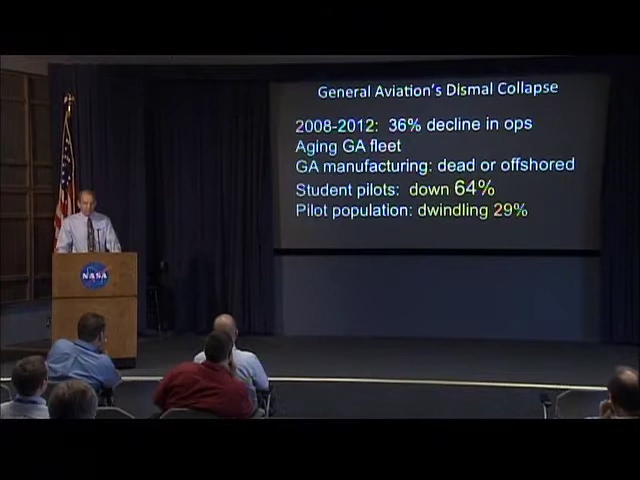 General Aviation's Dismal Collapse
2008-2012: 36% decline in ops
Aging GA fleet
GA manufacturing: dead or offshored
Student pilots: down 64%
Pilot population: dwindling 29%
NASA